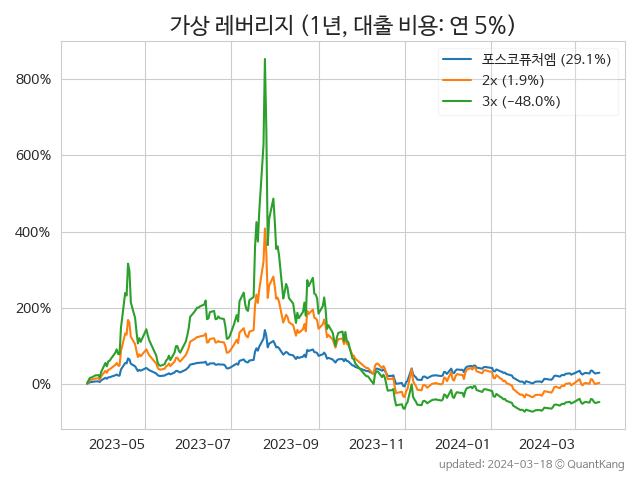 가상 레버리지 (1년, 대출 비용: 연 5%)
포스코퓨처엠 (29.1%)
2x (1.9%)
3x (-48.0%)
800%
600%
400%
200%
0%
2023-05 2023-07 2023-09 2023-11 2024-01 2024-03
updated: 2024-03-18 © QuantKang